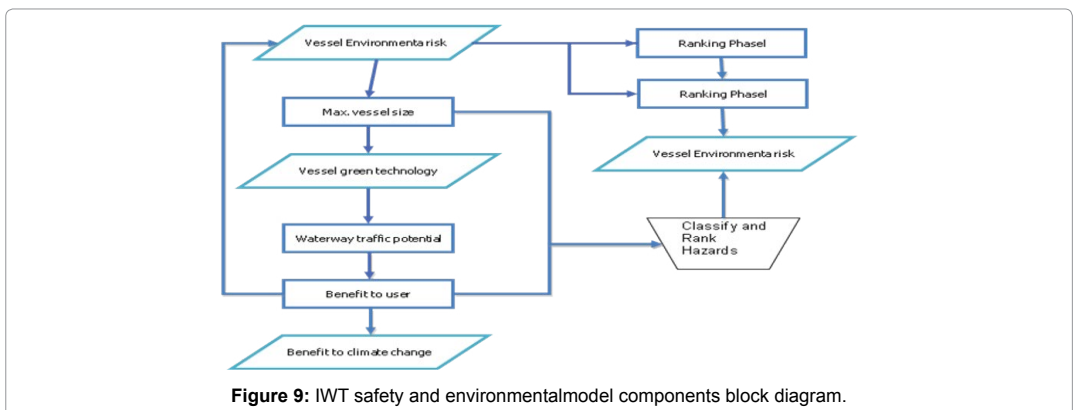 Vessel Environmenta risk
Max. vessel size
Vessel green technology
Waterway traffic potential
Benefit to user
Benefit to climate change
Ranking Phasel
Ranking Phasel
Vessel Environmenta risk
Classify and
Rank
Hazards
Figure 9: IWT safety and environmentalmodel components block diagram.